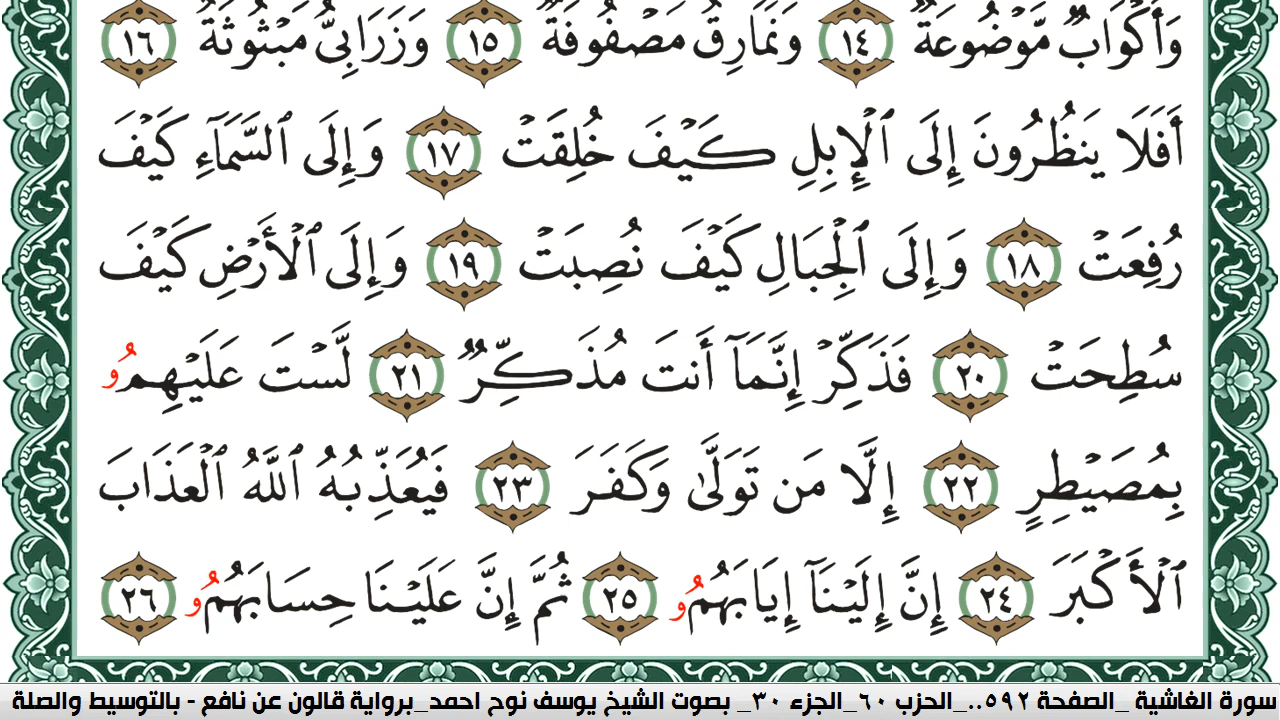 وَأَكْوَابٌ مَّوْضُوعَةٌ ١٤ وَنَمَارِقُ مَصْفُوفَةٌ ١٥ وَزَرَابِىُّ مَبْثُوثَةٌ ١٦
أَفَلَا يَنظُرُونَ إِلَى ٱلْإِبِلِ كَيْفَ خُلِقَتْ ١٧ وَإِلَى ٱلسَّمَآءِ كَيْفَ
رُفِعَتْ ١٨ وَإِلَى ٱلْجِبَالِ كَيْفَ نُصِبَتْ ١٩ وَإِلَى ٱلْأَرْضِ كَيْفَ
سُطِحَتْ ٢٠ فَذَكِّرْ إِنَّمَآ أَنتَ مُذَكِّرٌ ٢١ لَّسْتَ عَلَيْهِمُو
بِمُصَيْطِرٍ ٢٢ إِلَّا مَن تَوَلَّىٰ وَكَفَرَ ٢٣ فَيُعَذِّبُهُ ٱللَّهُ ٱلْعَذَابَ
ٱلْأَكْبَرَ ٢٤ إِنَّ إِلَيْنَآ إِيَابَهُمُو ٢٥ ثُمَّ إِنَّ عَلَيْنَا حِسَابَهُمُو ٢٦
سورة الغاشية _الصفحة ٥٩٢.._الحزب ٦٠_الجزء ٣٠_ بصوت الشيخ يوسف نوح احمد_برواية قالون عن نافع - بالتوسيط والصلة